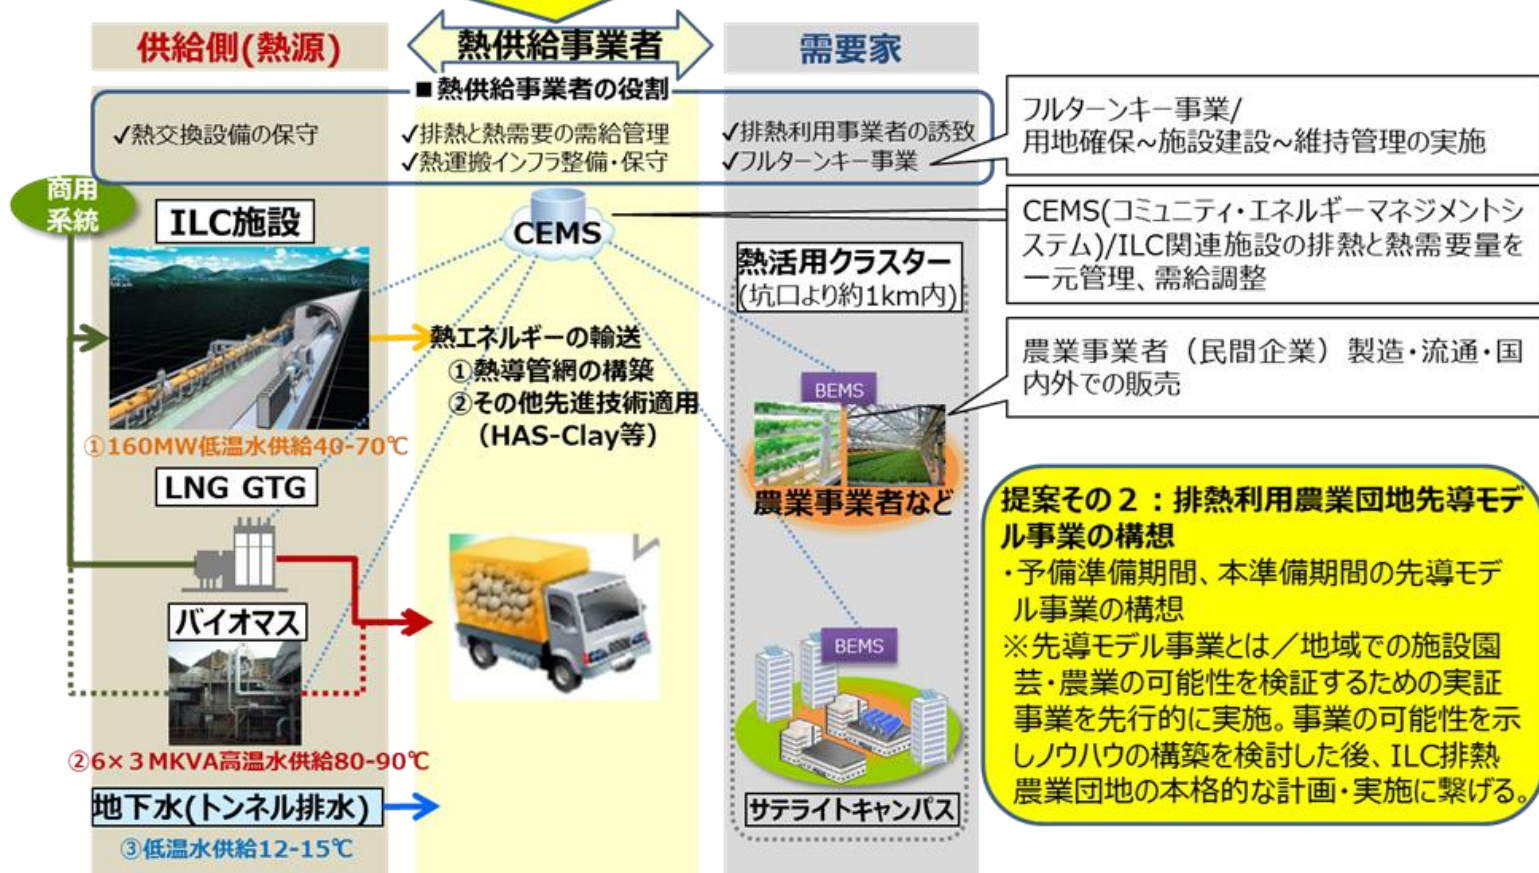 供給側(熱源)
熱供給事業者
需要家
■熱供給事業者の役割
✓熱交換設備の保守
✓排熱と熱需要の需給管理
✓熱運搬インフラ整備・保守
✓排熱利用事業者の誘致
✓フルターンキー事業
フルターンキー事業/
用地確保~施設建設~維持管理の実施
商用
系統
ILC施設
CEMS
CEMS(コミュニティ・エネルギーマネジメントシ
ステム)/ILC関連施設の排熱と熱需要量を
一元管理、需給調整
熱活用クラスター
(坑口より約1km内)
熱エネルギーの輸送
①熱導管網の構築
②その他先進技術適用
(HAS-Clay等)
農業事業者（民間企業）製造・流通・国
内外での販売
BEMS
①160MW低温水供給40-70℃
LNG GTG
農業事業者など
バイオマス
BEMS
②6×３MKVA高温水供給80-90℃
地下水(トンネル排水)
③低温水供給12-15℃
サテライトキャンパス
提案その２：排熱利用農業団地先導モデ
ル事業の構想
・予備準備期間、本準備期間の先導モデ
ル事業の構想
※先導モデル事業とは／地域での施設園
芸・農業の可能性を検証するための実証
事業を先行的に実施。事業の可能性を示
しノウハウの構築を検討した後、ILC排熱
農業団地の本格的な計画・実施に繋げる。